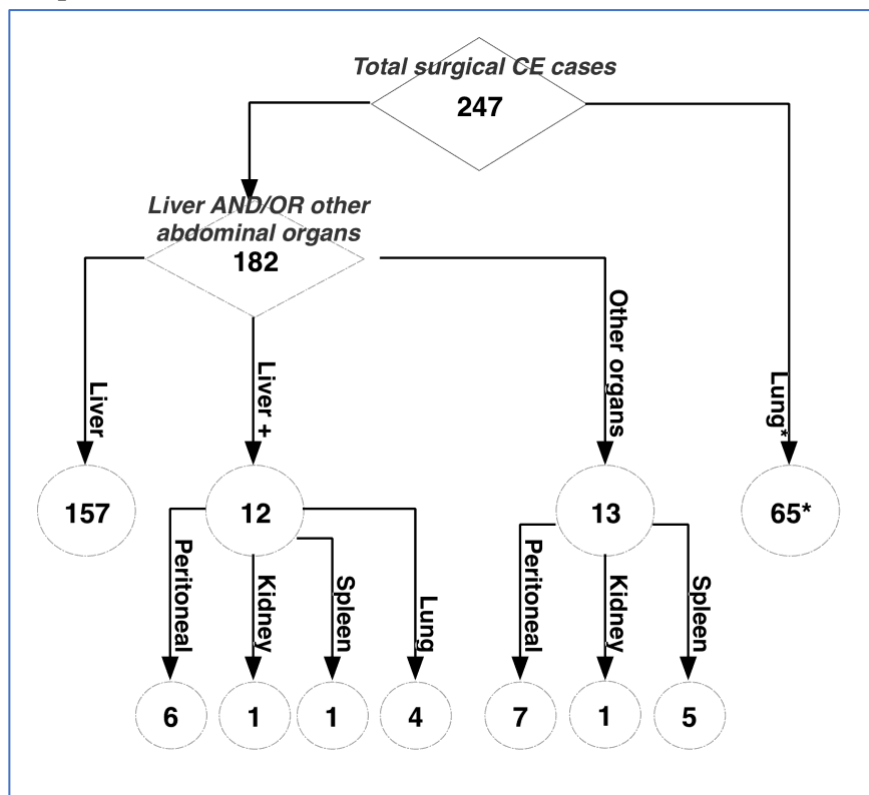 Total surgical CE cases
247
Liver AND/OR other
abdominal organs
182
Liver
Liver +
Other organs
Lung*
157
12
13
65*
Peritoneal
Kidney
Spleen
Lung
Peritoneal
Kidney
Spleen
6
1
1
4
7
1
5